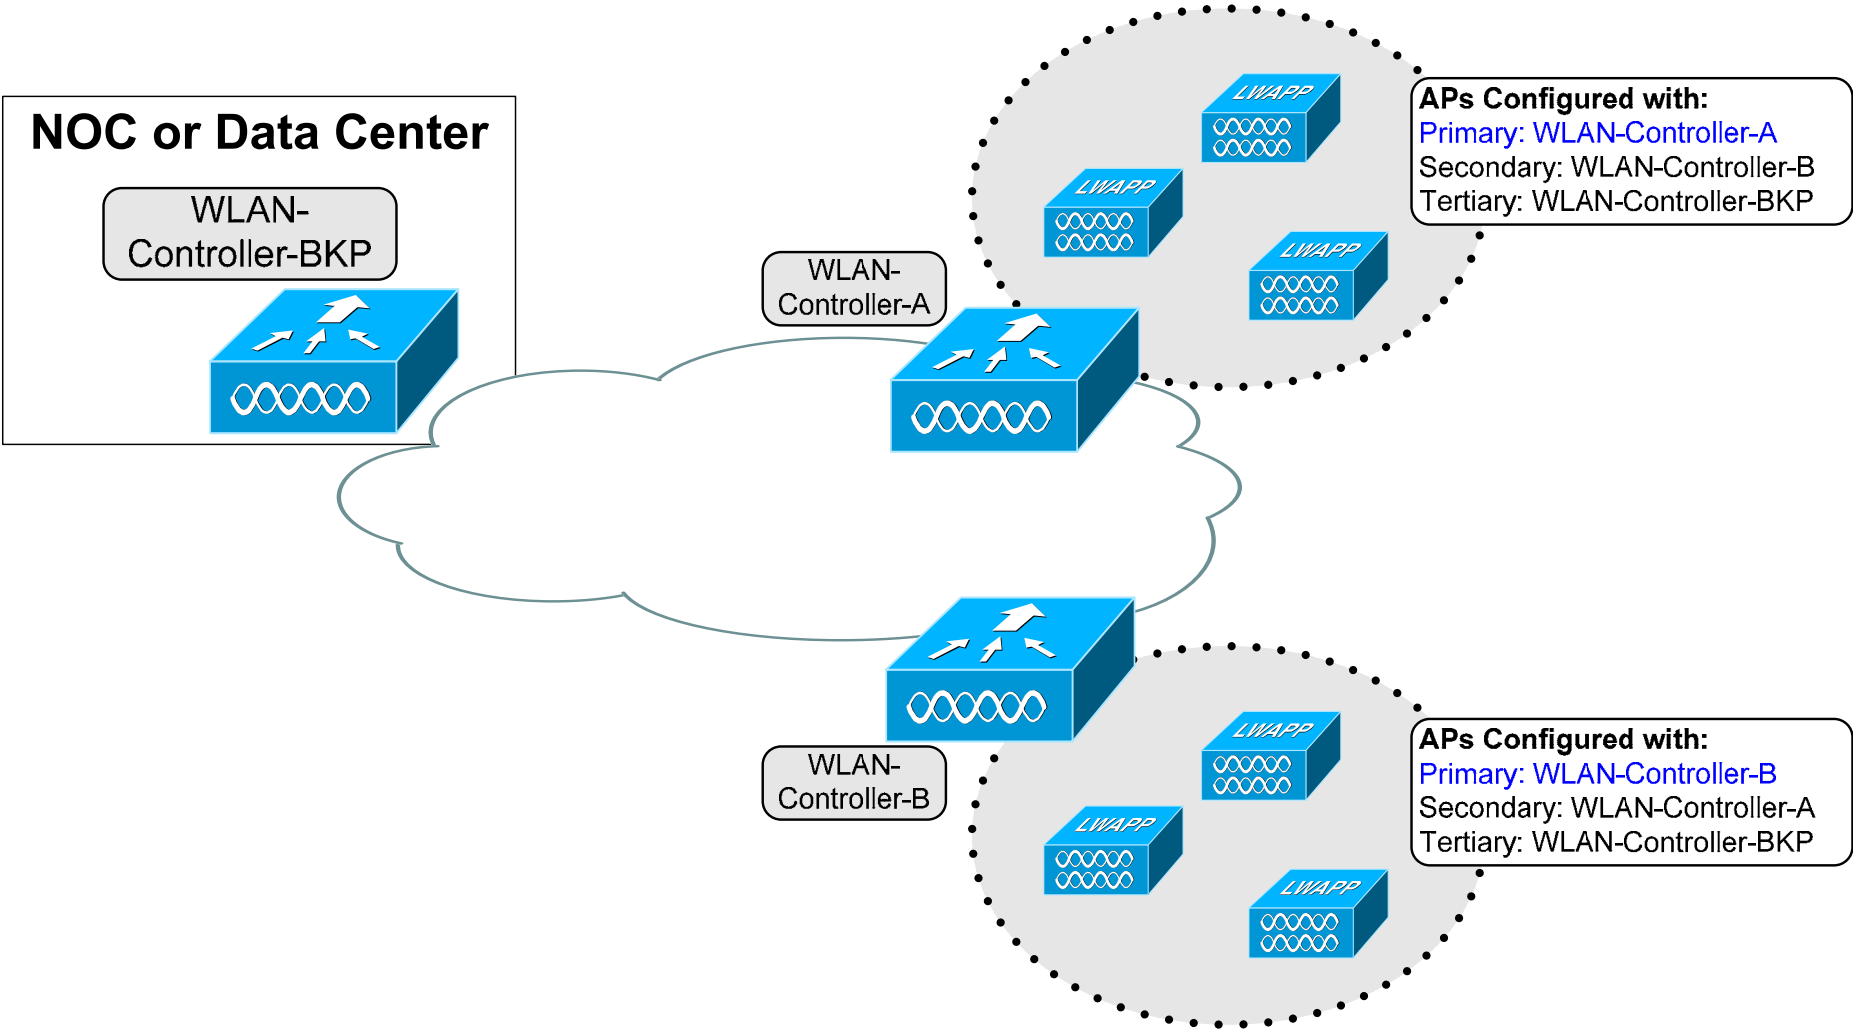 NOC or Data Center
WLAN-
Controller-BKP
WLAN-
Controller-A
LWAPP
LWAPP
LWAPP
APs Configured with:
Primary: WLAN-Controller-A
Secondary: WLAN-Controller-B
Tertiary: WLAN-Controller-BKP
WLAN-
Controller-B
LWAPP
LWAPP
LWAPP
APs Configured with:
Primary: WLAN-Controller-B
Secondary: WLAN-Controller-A
Tertiary: WLAN-Controller-BKP